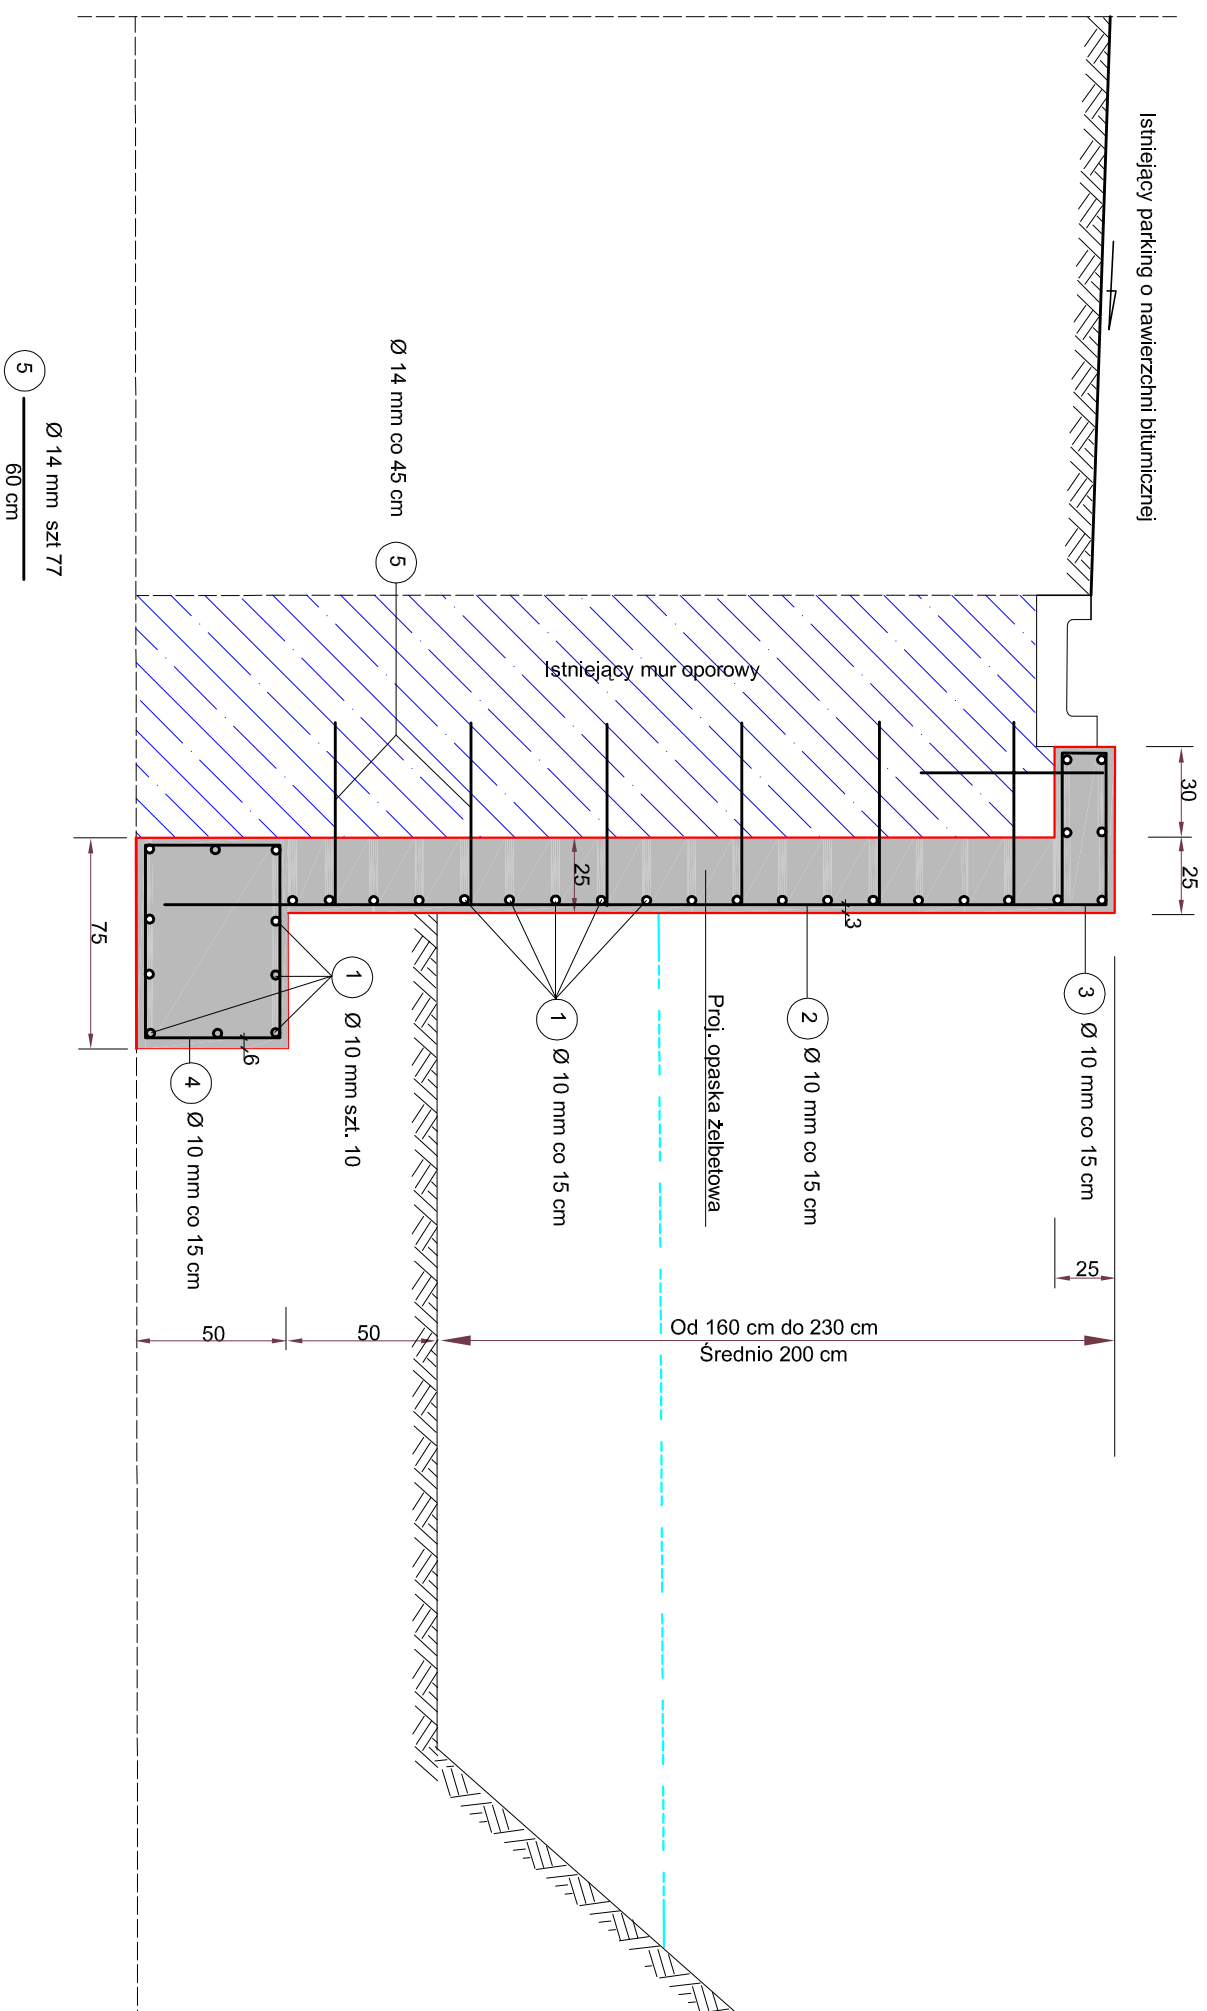 Istniejący parking o nawierzchni bitumicznej
30
25
3
Ø 10 mm co 15 cm
25
Od 160 cm do 230 cm
Średnio 200 cm
2
Ø 10 mm co 15 cm
3
Proj. opaska żelbetowa
Istniejący mur oporowy
25
1
Ø 10 mm co 15 cm
Ø 14 mm co 45 cm
5
1
Ø 10 mm szt. 10
50
50
6
4
Ø 10 mm co 15 cm
75
Ø 14 mm szt 77
5
60 cm